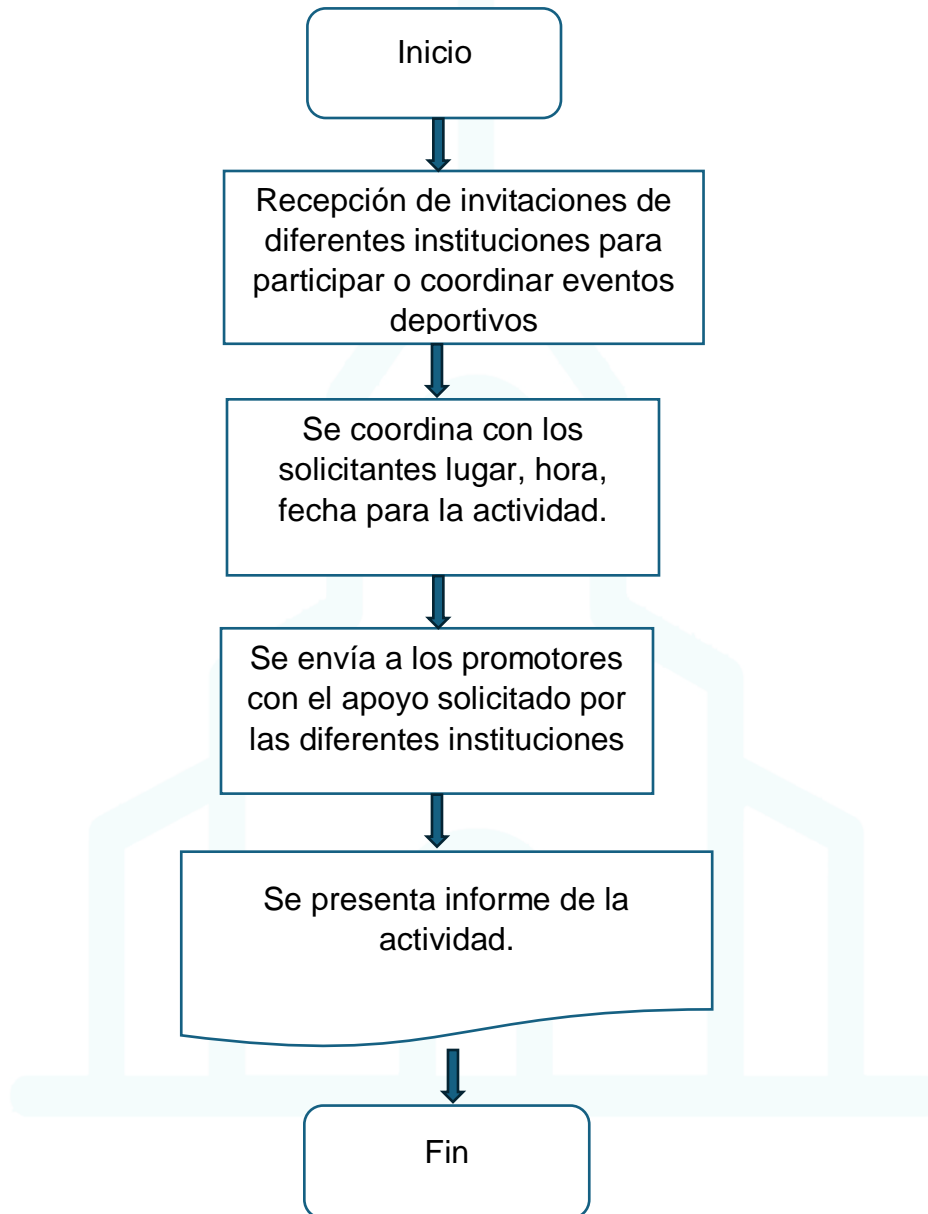 Inicio
Recepción de invitaciones de
diferentes instituciones para
participar o coordinar eventos
deportivos
Se coordina con los
solicitantes lugar, hora,
fecha para la actividad.
Se envía a los promotores
con el apoyo solicitado por
las diferentes instituciones
Se presenta informe de la
actividad.
Fin